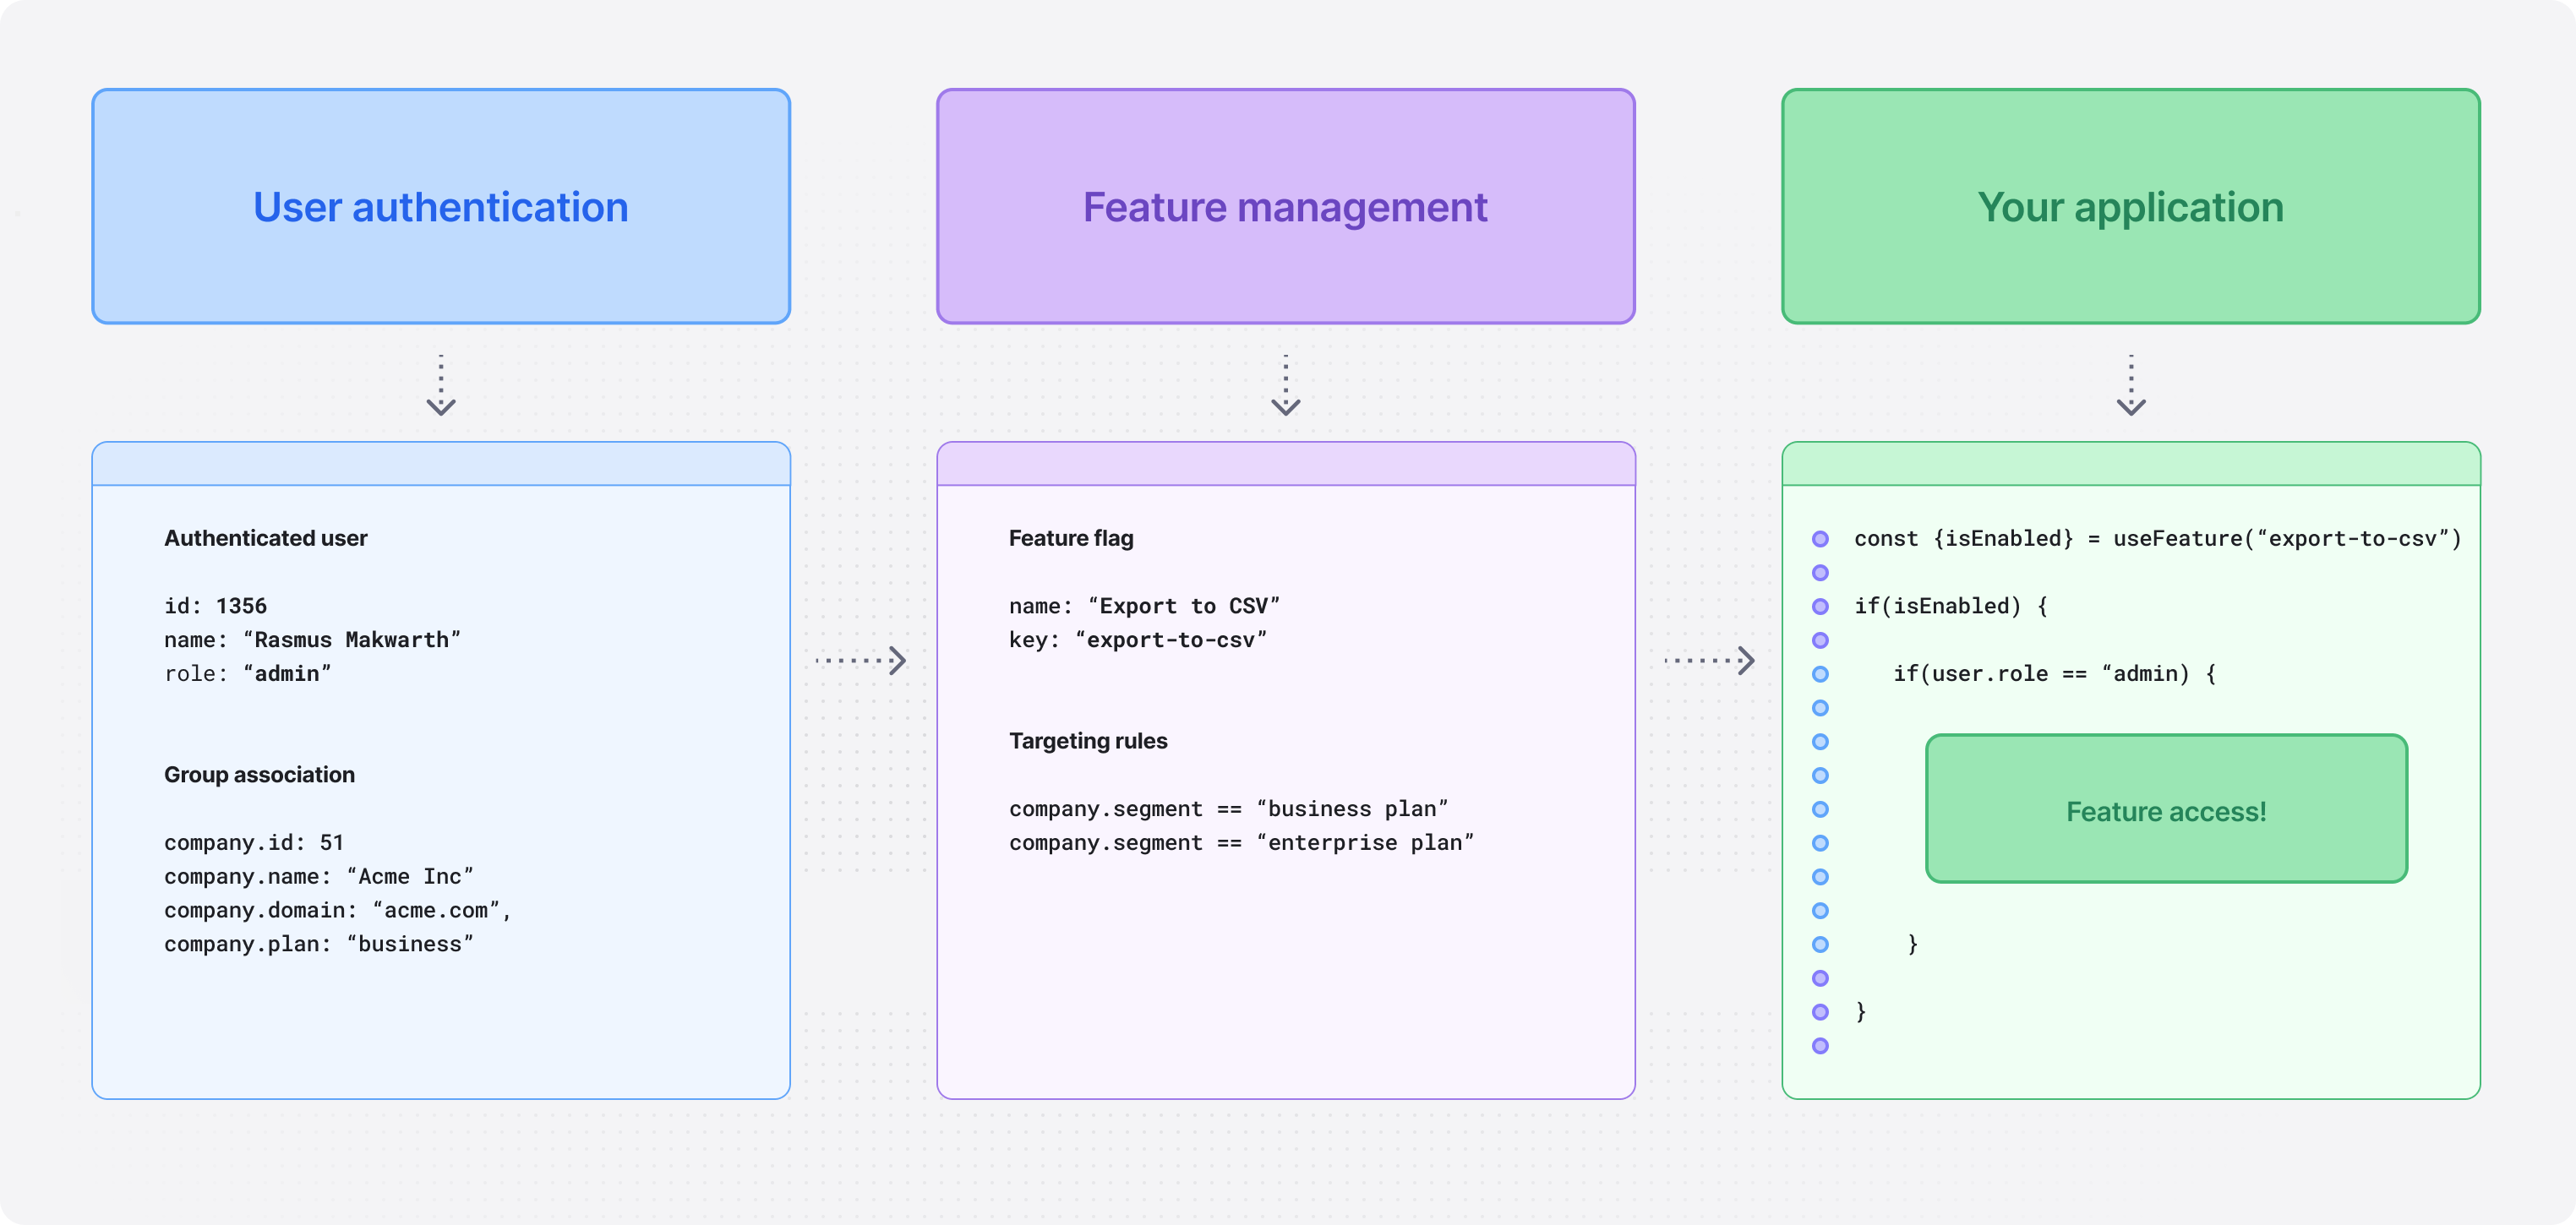 User authentication
Feature management
Your application
Authenticated user
id: 1356
name: “Rasmus Makwarth”
role: “admin”
Group association
company.id: 51
company.name: “Acme Inc”
company.domain: “acme.com”,
company.plan: “business”
Feature flag
name: “Export to CSV”
key: “export-to-csv”
Targeting rules
company.segment == “business plan”
company.segment == “enterprise plan”
const {isEnabled} = useFeature(“export-to-csv”)
if(isEnabled) {
if(user.role == “admin) {
Feature access!
}
}